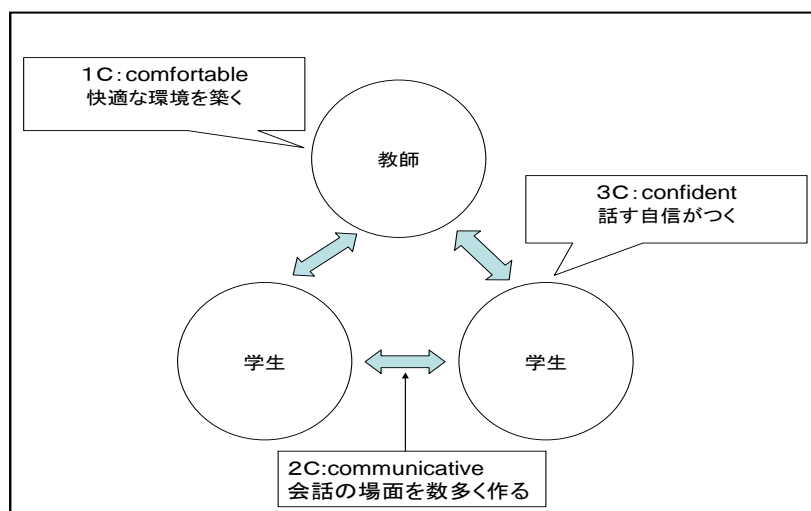 1C:comfortable
快適な環境を築く
教師
3C:confident
話す自信がつく
学生
学生
2C:communicative
会話の場面を数多く作る